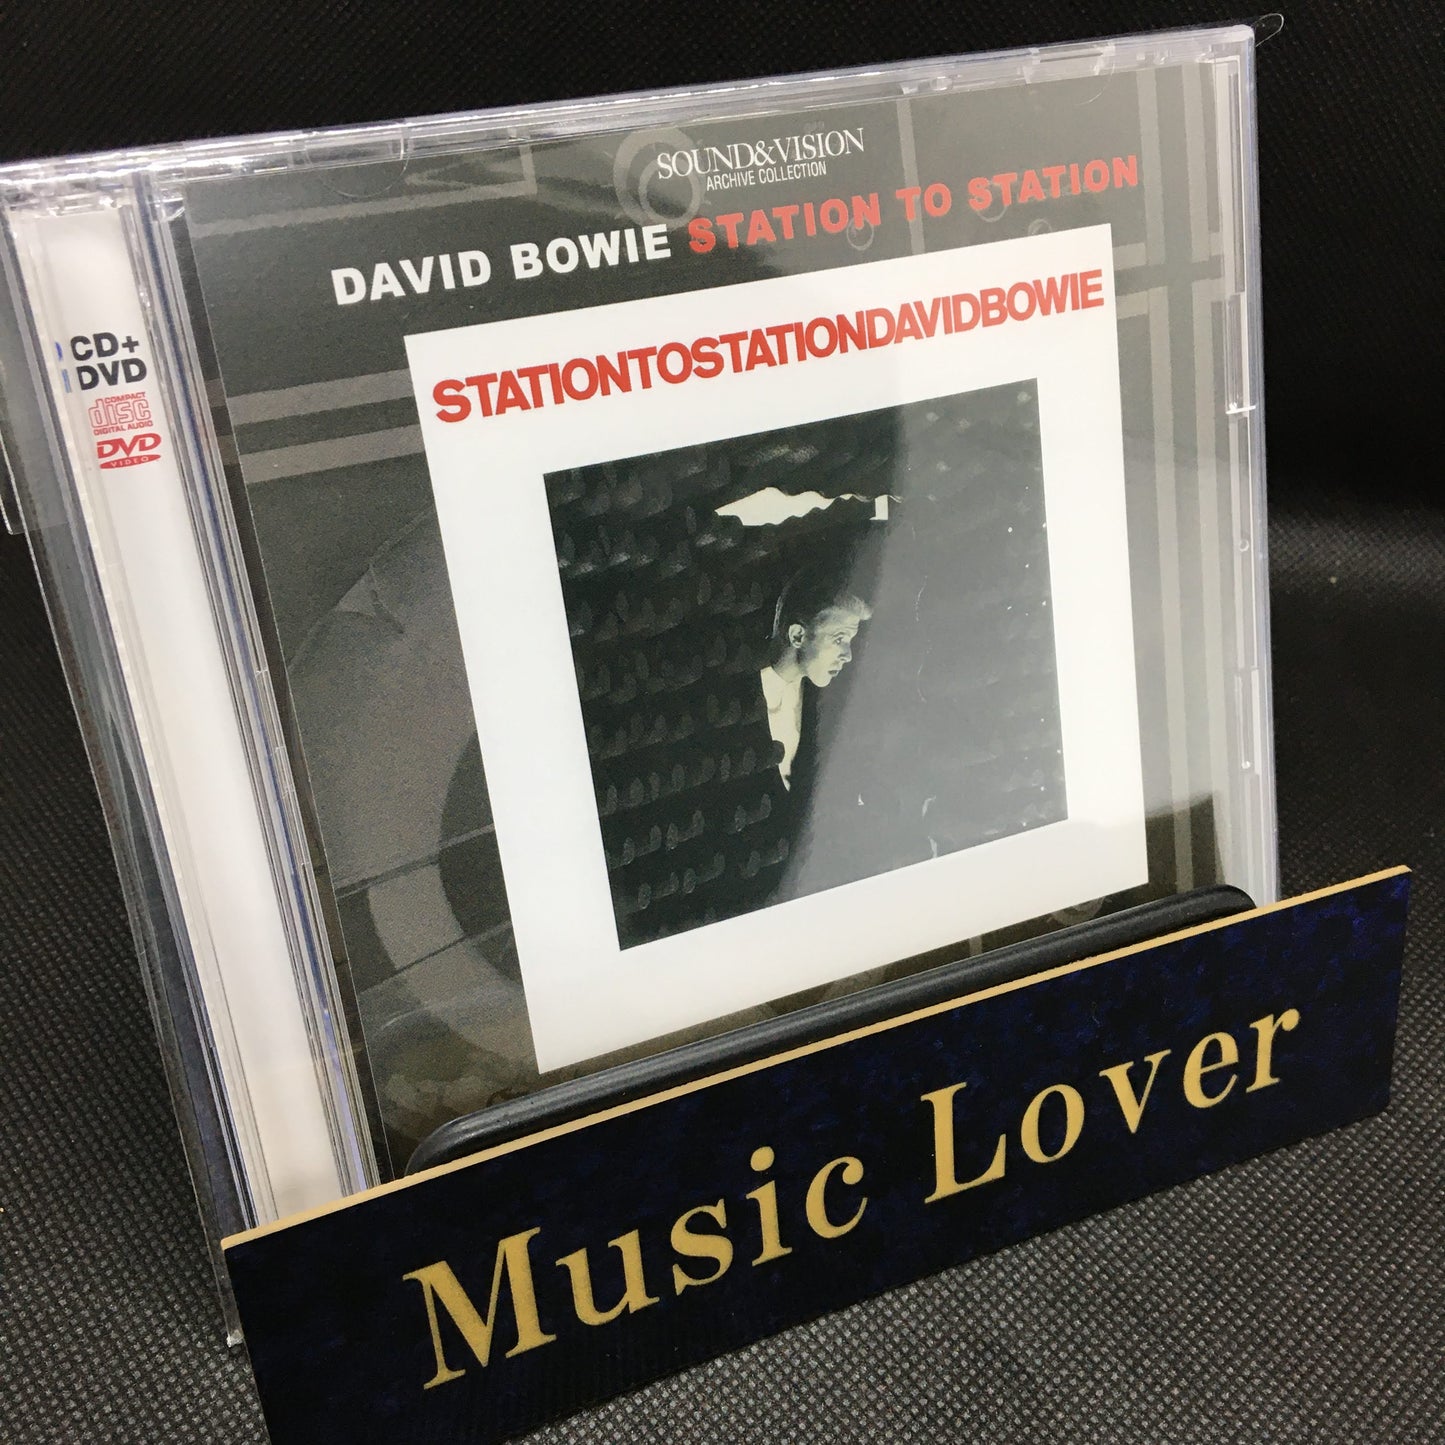 SOUND&VISION
ARCHIVE COLLECTION
DAVID BOWIE STATION TO STATION
STATIONTOSTATIONDAVIDBOWIE
CD+
DVD
COMPACT
disc
DIGITAL AUDIO
DVD
VIDEO
Music Lover